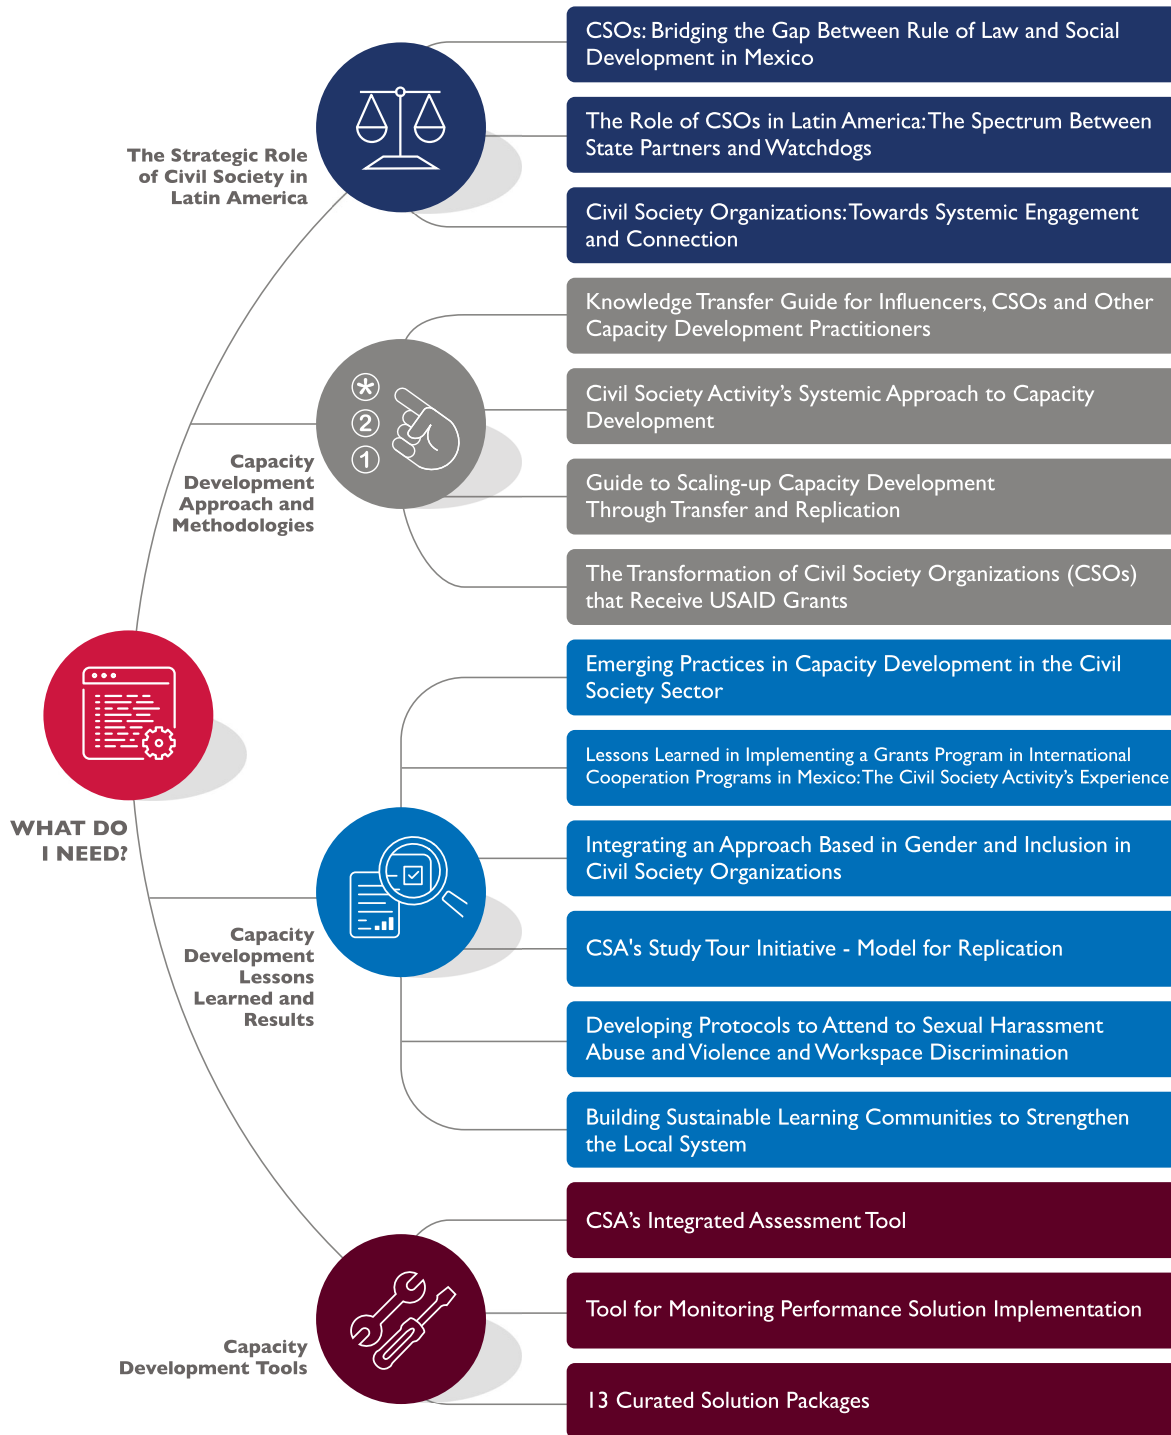 WHAT DO
I NEED?
The Strategic Role
of Civil Society in
Latin America
CSOs: Bridging the Gap Between Rule of Law and Social
Development in Mexico
The Role of CSOs in Latin America: The Spectrum Between
State Partners and Watchdogs
Civil Society Organizations: Towards Systemic Engagement
and Connection
2
1
Capacity
Development
Approach and
Methodologies
Knowledge Transfer Guide for Influencers, CSOs and Other
Capacity Development Practitioners
Civil Society Activity’s Systemic Approach to Capacity
Development
Guide to Scaling-up Capacity Development
Through Transfer and Replication
The Transformation of Civil Society Organizations (CSOs)
that Receive USAID Grants
Capacity
Development
Lessons
Learned and
Results
Emerging Practices in Capacity Development in the Civil
Society Sector
Lessons Learned in Implementing a Grants Program in International
Cooperation Programs in Mexico: The Civil Society Activity’s Experience
Integrating an Approach Based in Gender and Inclusion in
Civil Society Organizations
CSA's Study Tour Initiative - Model for Replication
Developing Protocols to Attend to Sexual Harassment
Abuse and Violence and Workspace Discrimination
Building Sustainable Learning Communities to Strengthen
the Local System
Capacity
Development Tools
CSA’s Integrated Assessment Tool
Tool for Monitoring Performance Solution Implementation
13 Curated Solution Packages